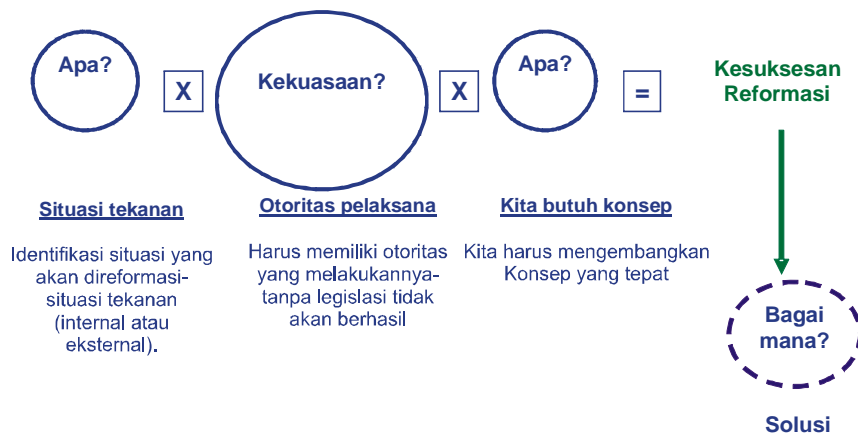 Apa?
X
Kekuasaan?
X
Apa?
=
Kesuksesan
Reformasi
Situasi tekanan
Identifikasi situasi yang
akan direformasi-
situasi tekanan
(internal atau
eksternal).
Otoritas pelaksana
Harus memiliki otoritas
yang melakukannya-
tanpa legislasi tidak
akan berhasil
Kita butuh konsep
Kita harus mengembangkan
Konsep yang tepat
Bagai
mana?
Solusi